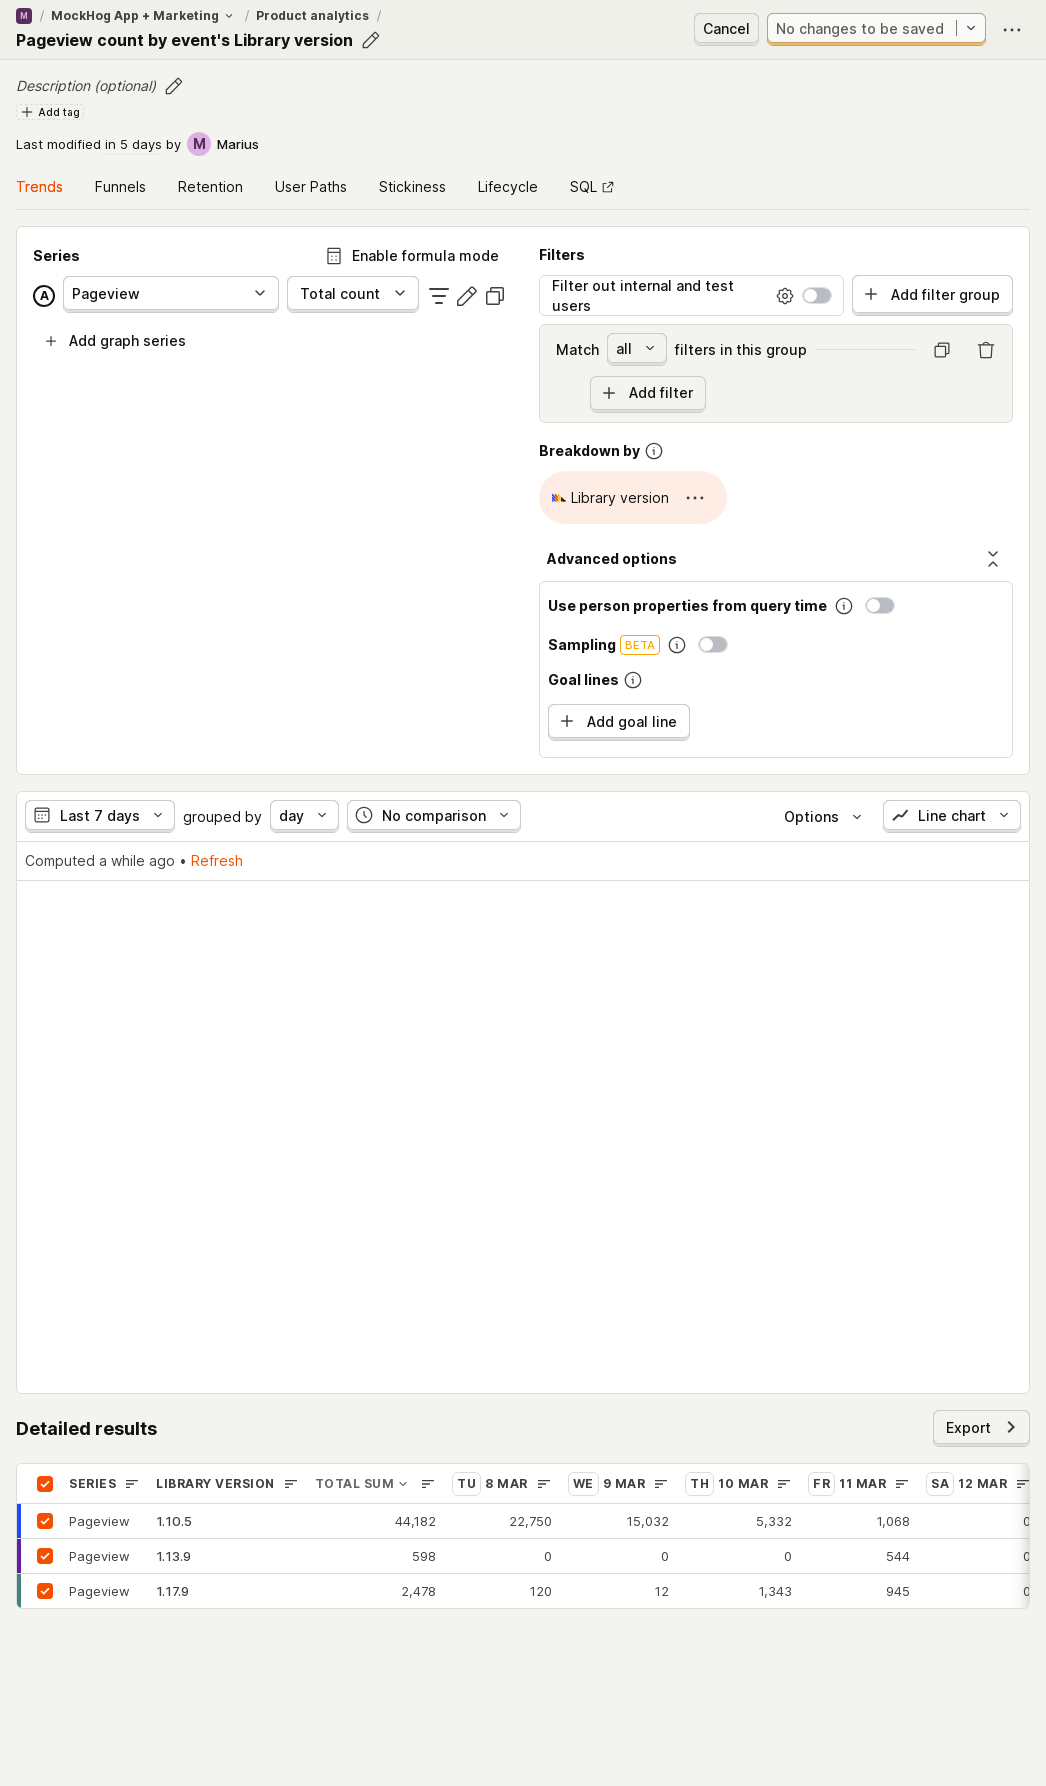 M / MockHog App + Marketing / Product analytics /
Pageview count by event's Library version
Cancel
No changes to be saved
Description (optional)
Add tag
Last modified in 5 days by M Marius
Trends Funnels Retention User Paths Stickiness Lifecycle SQL
Series
Enable formula mode
A Pageview Total count
Add graph series
Filters
Filter out internal and test
users
Add filter group
Match all filters in this group
Add filter
Breakdown by
Library version
Advanced options
Use person properties from query time
Sampling BETA
Goal lines
Add goal line
Last 7 days grouped by day No comparison Options Line chart
Computed a while ago • Refresh
Detailed results
Export
SERIES LIBRARY VERSION TOTAL SUM TU 8 MAR WE 9 MAR TH 10 MAR FR 11 MAR SA 12 MAR
Pageview 1.10.5 44,182 22,750 15,032 5,332 1,068 0
Pageview 1.13.9 598 0 0 0 544 0
Pageview 1.17.9 2,478 120 12 1,343 945 0